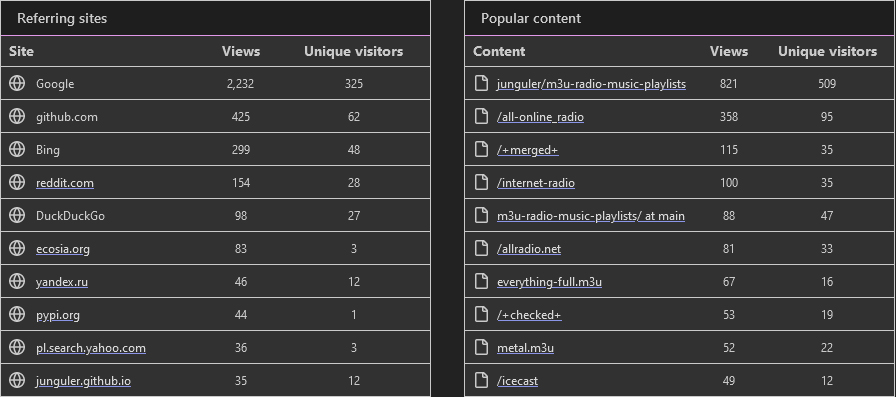 Referring sites
Site Views Unique visitors
Google 2,232 325
github.com 425 62
Bing 299 48
reddit.com 154 28
DuckDuckGo 98 27
ecosia.org 83 3
yandex.ru 46 12
pypi.org 44 1
pl.search.yahoo.com 36 3
junguler.github.io 35 12
Popular content
Content Views Unique visitors
junguler/m3u-radio-music-playlists 821 509
/all-online_radio 358 95
/+merged+ 115 35
/internet-radio 100 35
m3u-radio-music-playlists/ at main 88 47
/allradio.net 81 33
everything-full.m3u 67 16
/+checked+ 53 19
metal.m3u 52 22
/icecast 49 12